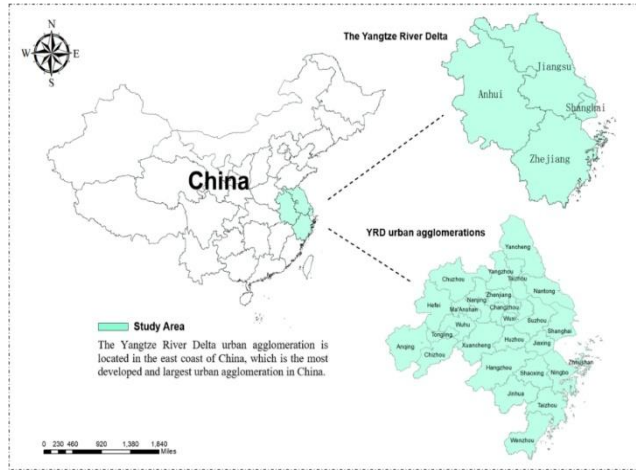 N
W
E
S
The Yangtze River Delta
Jiangsu
Anhui
Shanghai
Zhejiang
China
YRD urban agglomerations
Yancheng
Chuzhou
Yangzhou
Taizhou
Nantong
Hefei
Nanjing
Zhenjiang
Ma'Anshan
Changzhou
Wuxi
Suzhou
Shanghai
Wuhu
Tongling
Anqing
Chizhou
Xuancheng
Huzhou
Jiaxing
Zhoushan
Hangzhou
Shaoxing
Ningbo
Jinhua
Taizhou
Wenzhou
Study Area
The Yangtze River Delta urban agglomeration is
located in the east coast of China, which is the most
developed and largest urban agglomeration in China.
0 230 460 920 1,380 1,840
Miles